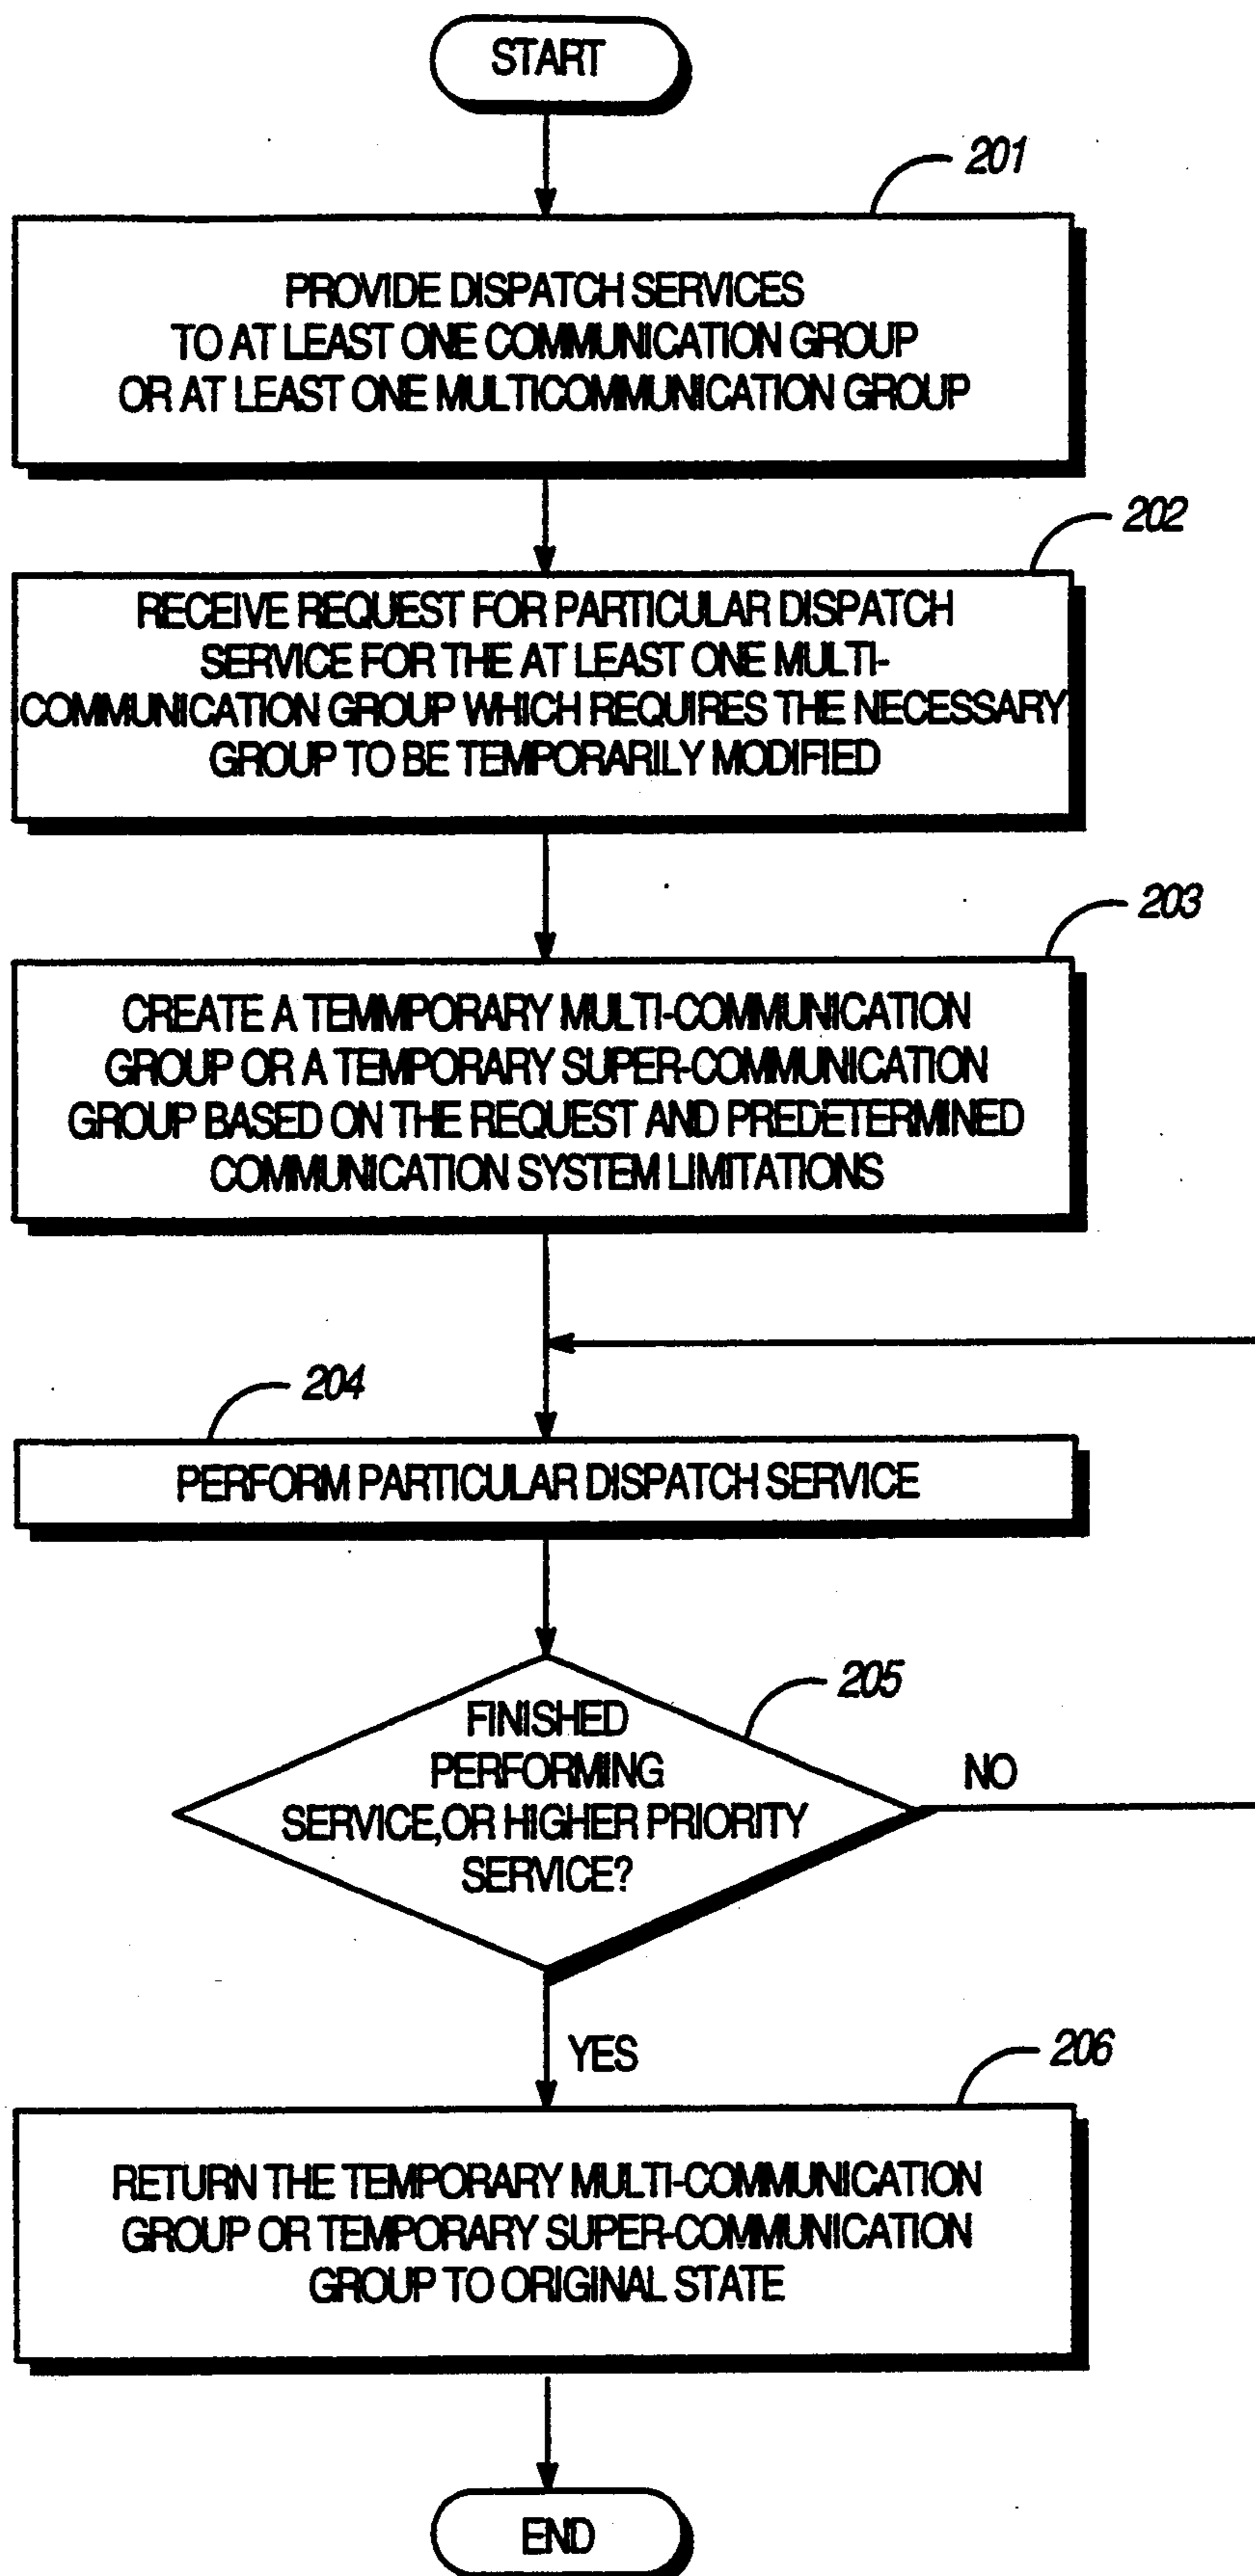 START
201
PROVIDE DISPATCH SERVICES
TO AT LEAST ONE COMMUNICATION GROUP
OR AT LEAST ONE MULTICOMMUNICATION GROUP
202
RECEIVE REQUEST FOR PARTICULAR DISPATCH
SERVICE FOR THE AT LEAST ONE MULTI-
COMMUNICATION GROUP WHICH REQUIRES THE NECESSARY
GROUP TO BE TEMPORARILY MODIFIED
203
CREATE A TEMMPORARY MULTI-COMMUNICATION
GROUP OR A TEMPORARY SUPER-COMMUNICATION
GROUP BASED ON THE REQUEST AND PREDETERMINED
COMMUNICATION SYSTEM LIMITATIONS
204
PERFORM PARTICULAR DISPATCH SERVICE
205
FINISHED
PERFORMING
SERVICE,OR HIGHER PRIORITY
SERVICE?
NO
YES
206
RETURN THE TEMPORARY MULTI-COMMUNICATION
GROUP OR TEMPORARY SUPER-COMMUNICATION
GROUP TO ORIGINAL STATE
END